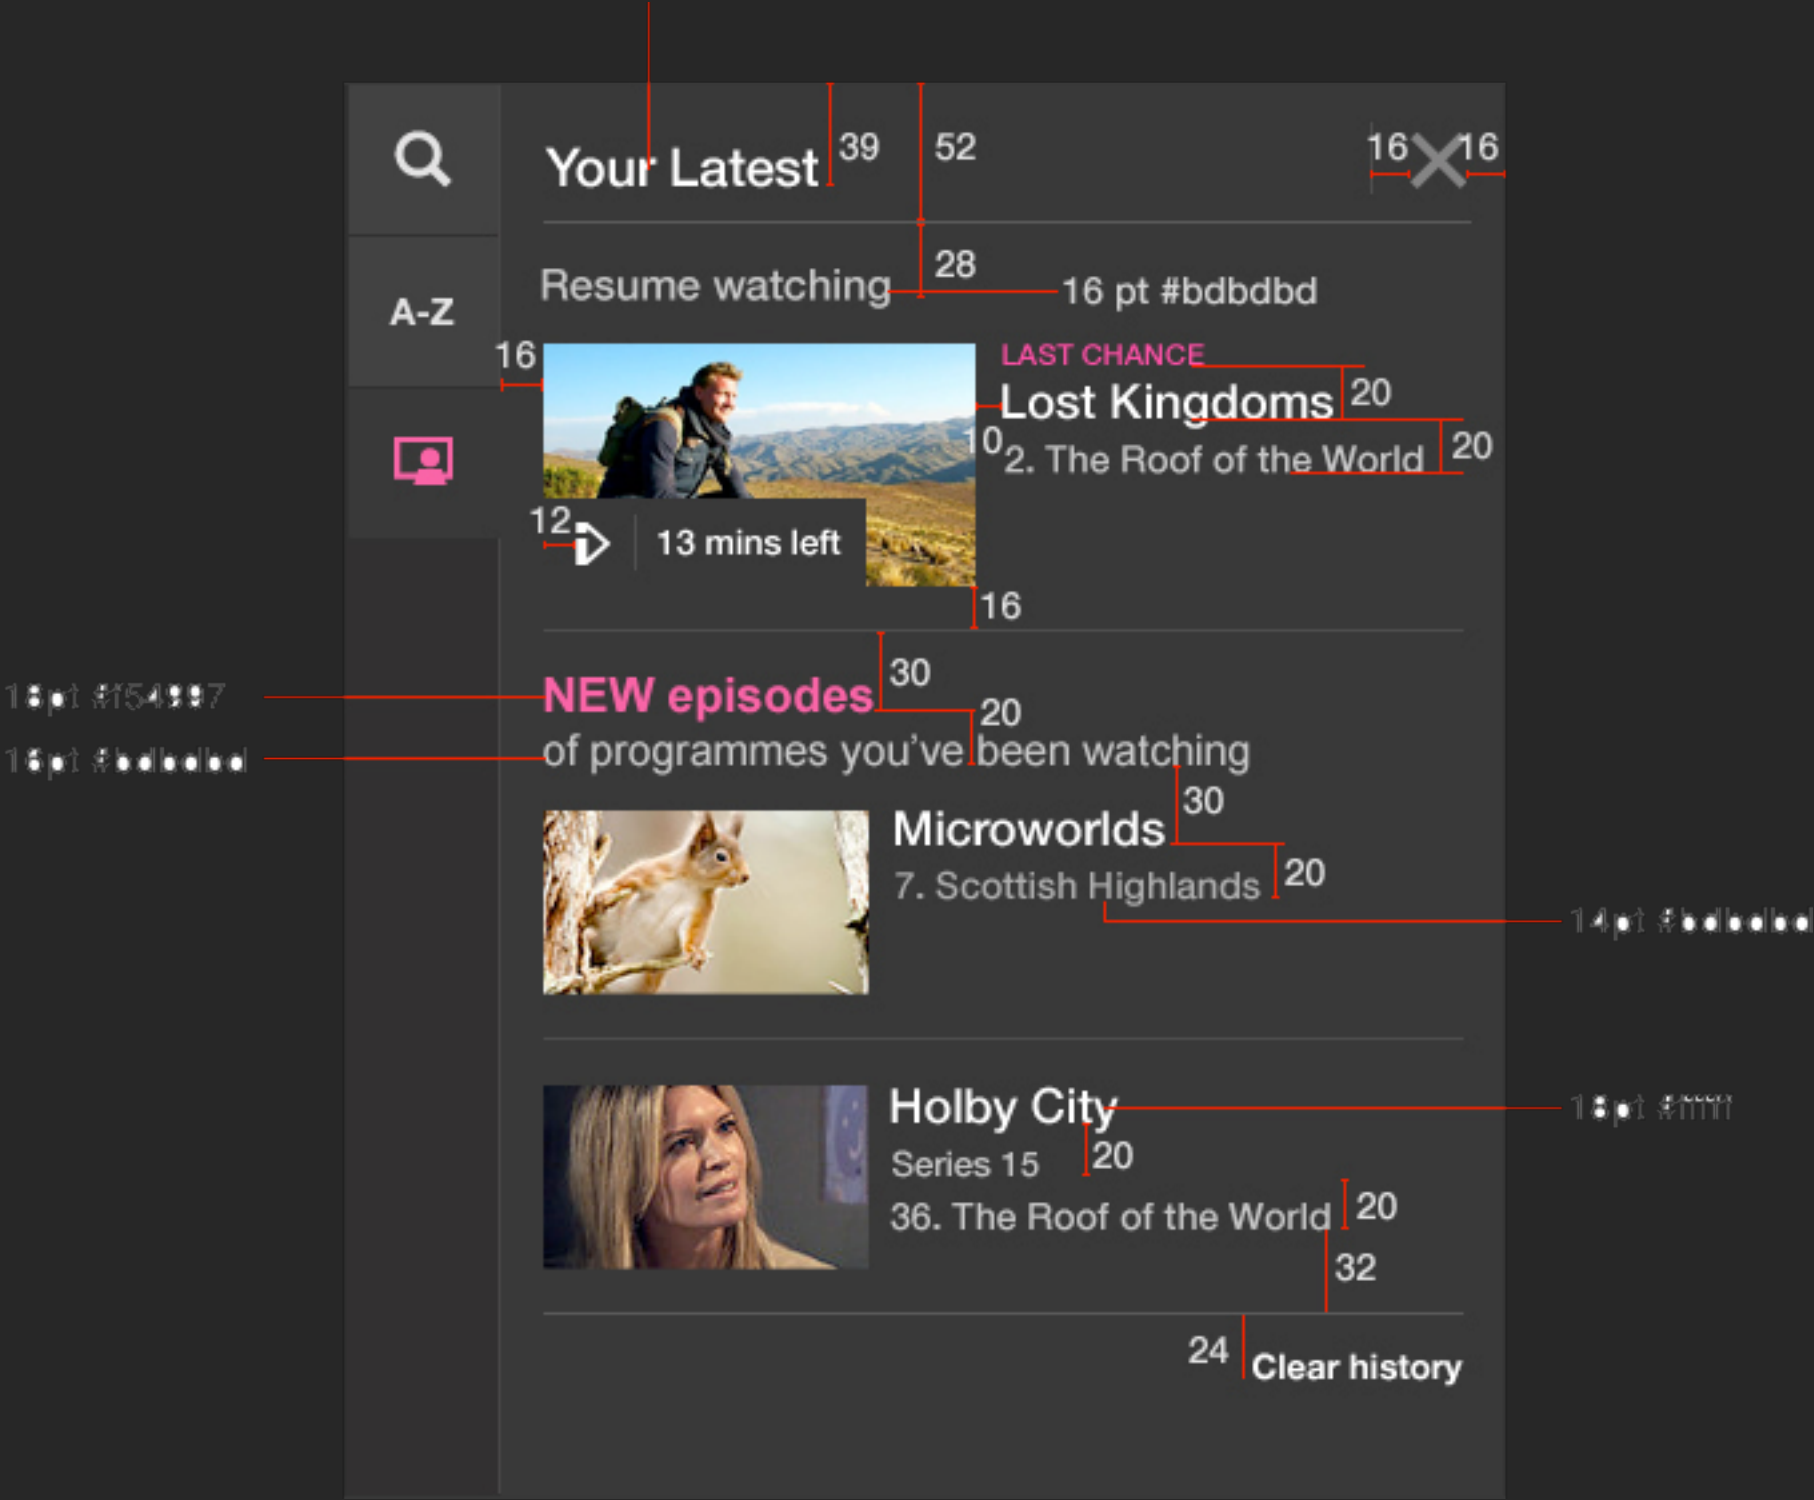 Your Latest
39
52
16
16
28
Resume watching
16 pt #bdbdbd
A-Z
16
LAST CHANCE
Lost Kingdoms
20
10
2. The Roof of the World
20
12
13 mins left
16
30
NEW episodes
20
of programmes you've been watching
30
Microworlds
20
7. Scottish Highlands
14pt #bdbdbd
Holby City
20
Series 15
20
36. The Roof of the World
32
24
Clear history